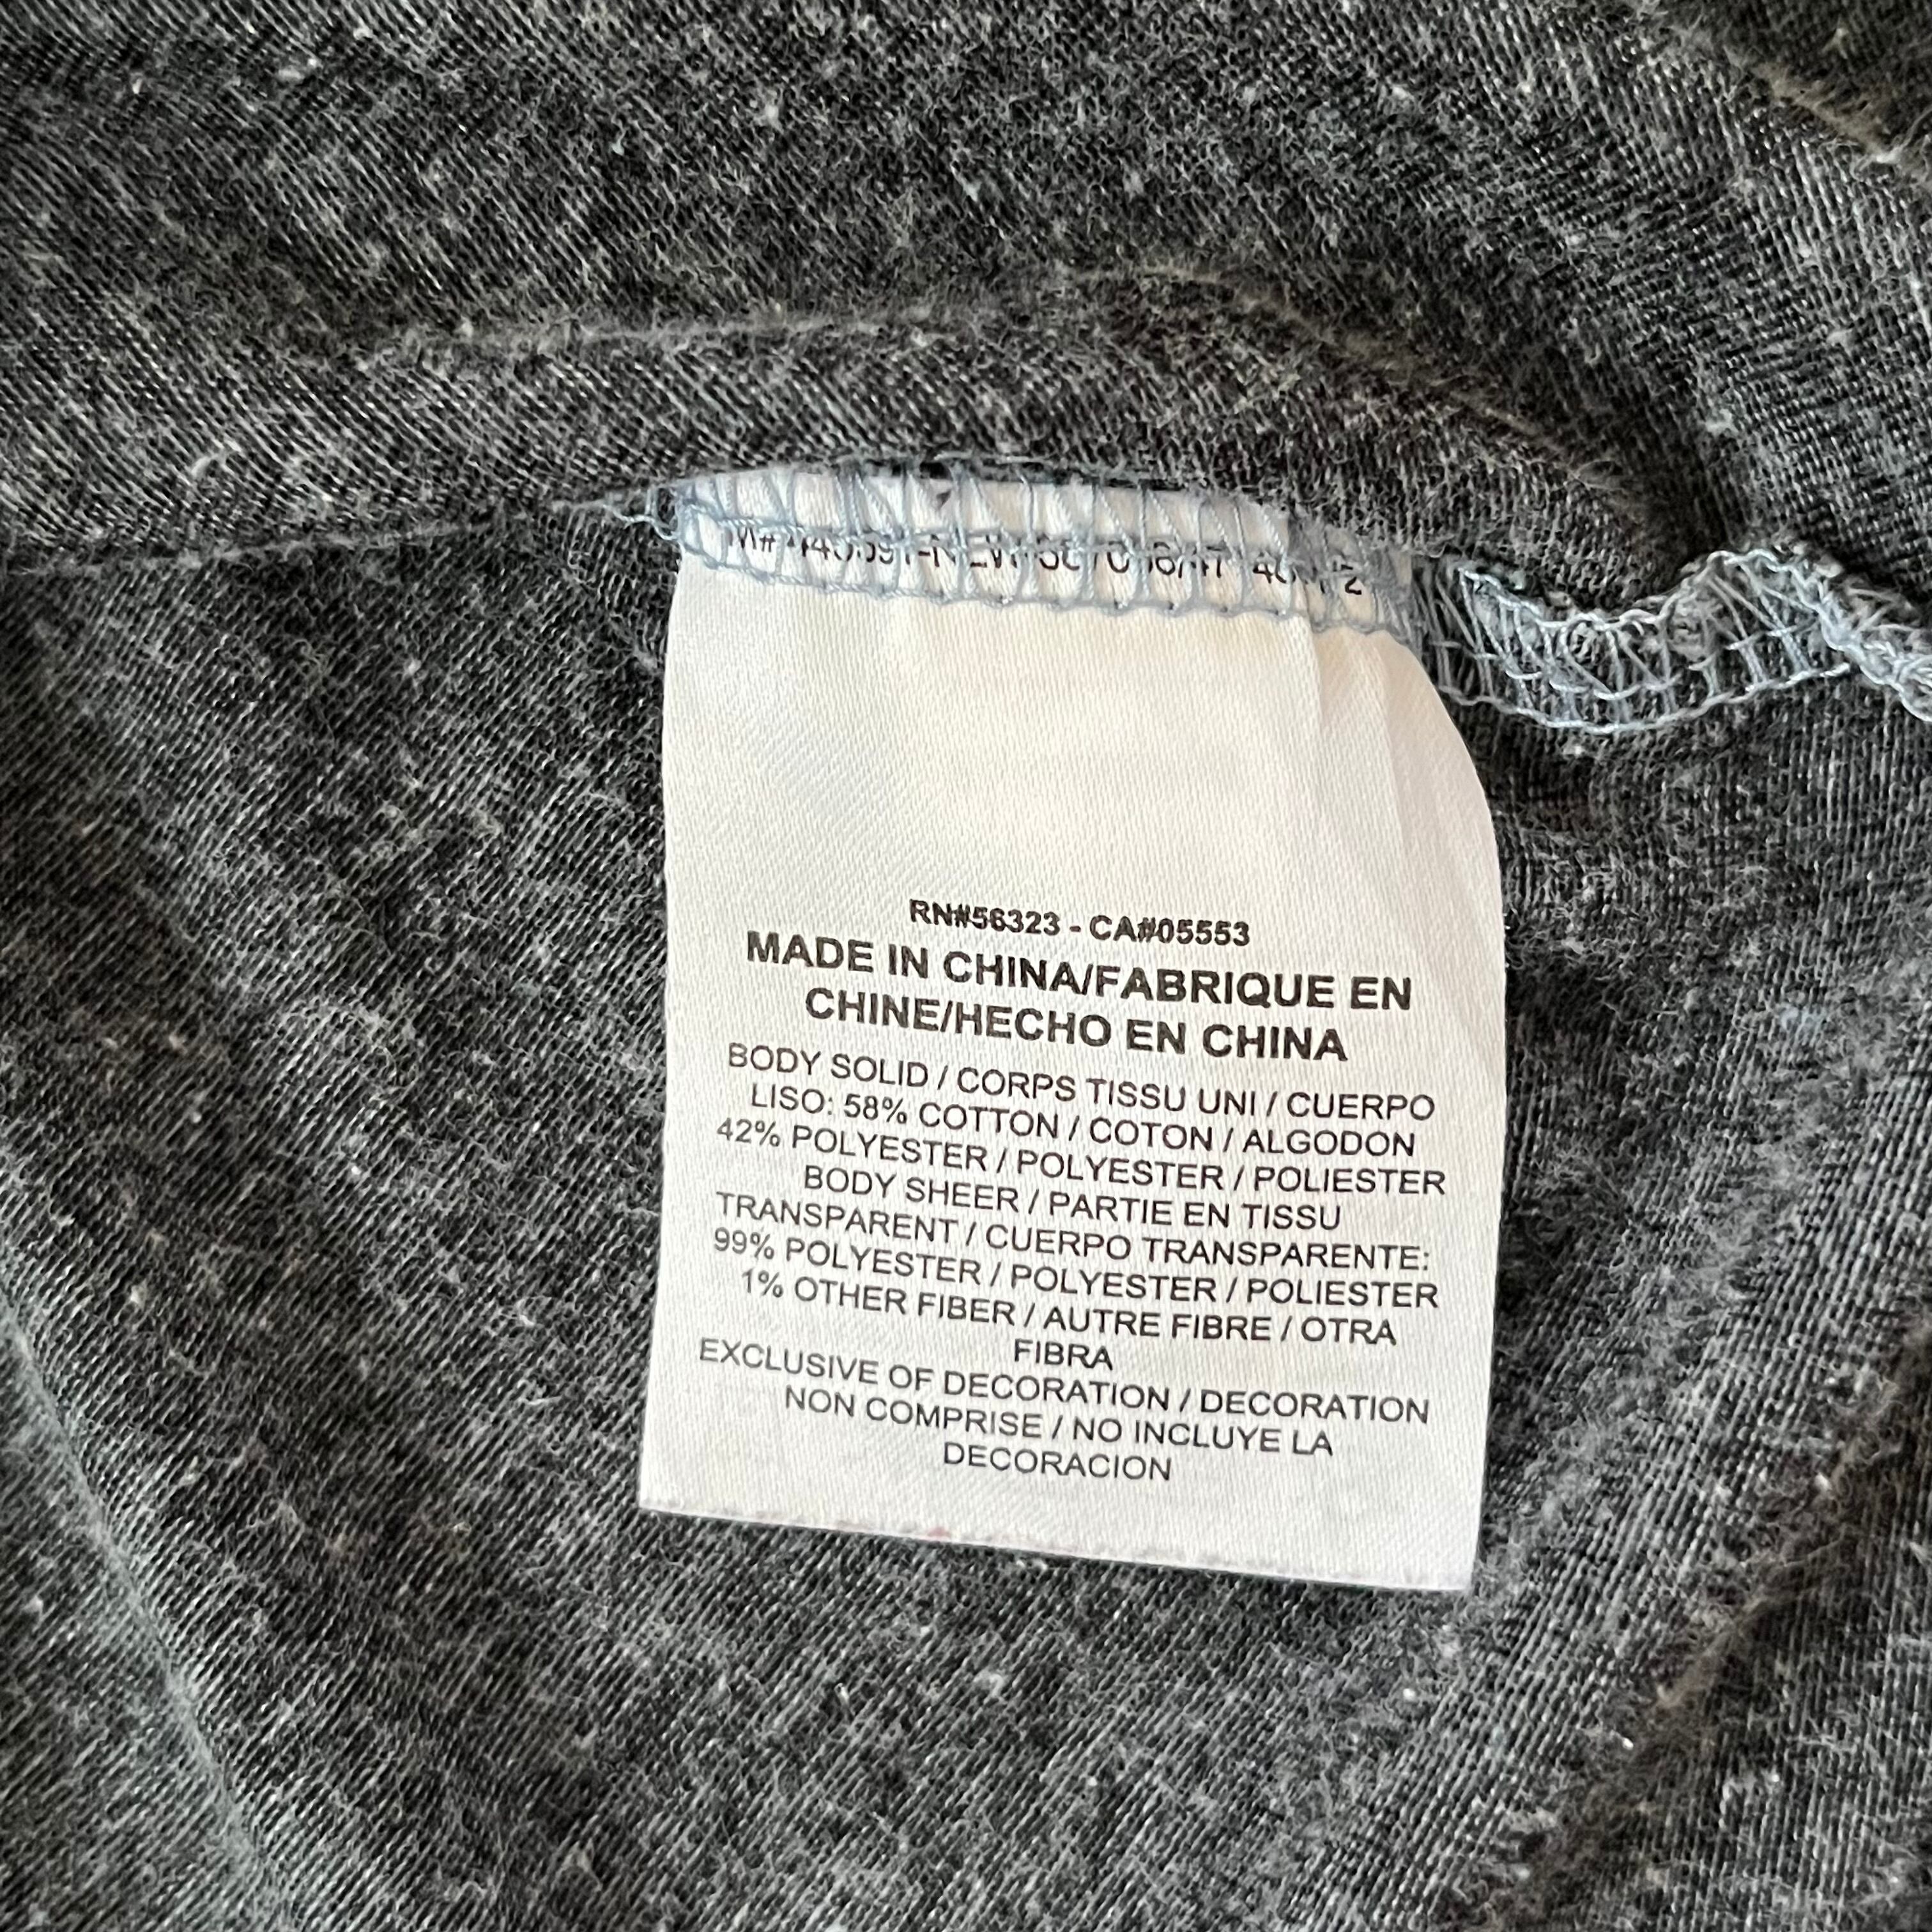 RN#56323 - CA#05553
MADE IN CHINA/FABRIQUE EN
CHINE/HECHO EN CHINA
BODY SOLID / CORPS TISSU UNI / CUERPO
LISO: 58% COTTON / COTON / ALGODON
42% POLYESTER / POLYESTER / POLIESTER
BODY SHEER / PARTIE EN TISSU
TRANSPARENT / CUERPO TRANSPARENTE:
99% POLYESTER / POLYESTER / POLIESTER
1% OTHER FIBER / AUTRE FIBRE / OTRA
FIBRA
EXCLUSIVE OF DECORATION / DECORATION
NON COMPRISE / NO INCLUYE LA
DECORACION